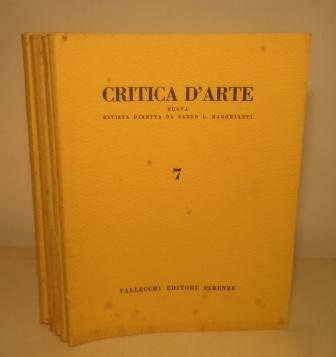 CRITICA D'ARTE
NUOVA
RIVISTA DIRETTA DA CARLO L. RAGGHIANTI
7
VALLECCHI EDITORE FIRENZE